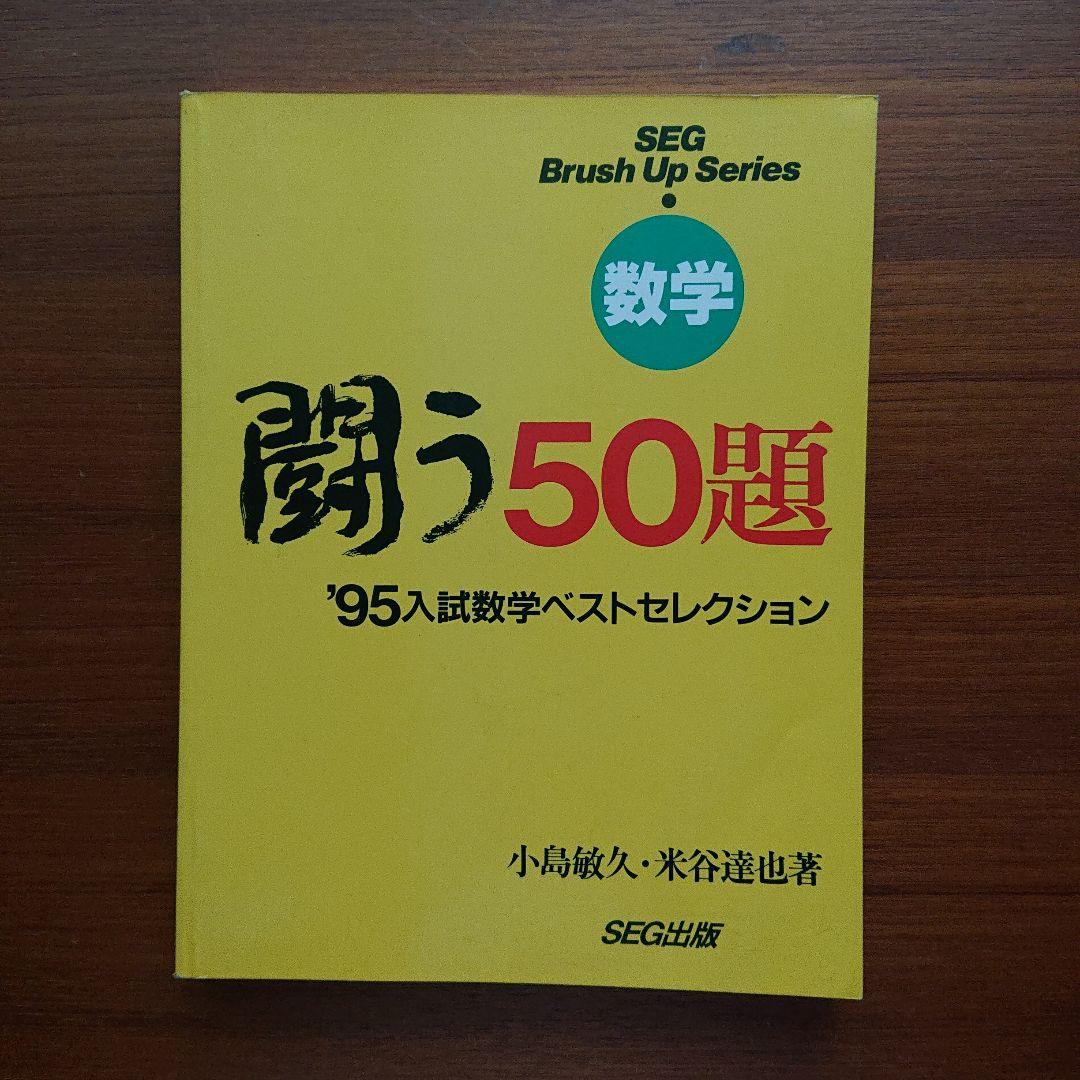 SEG
Brush Up Series
数学
闘う50題
’95入試数学ベストセレクション
小島敏久・米谷達也著
SEG出版